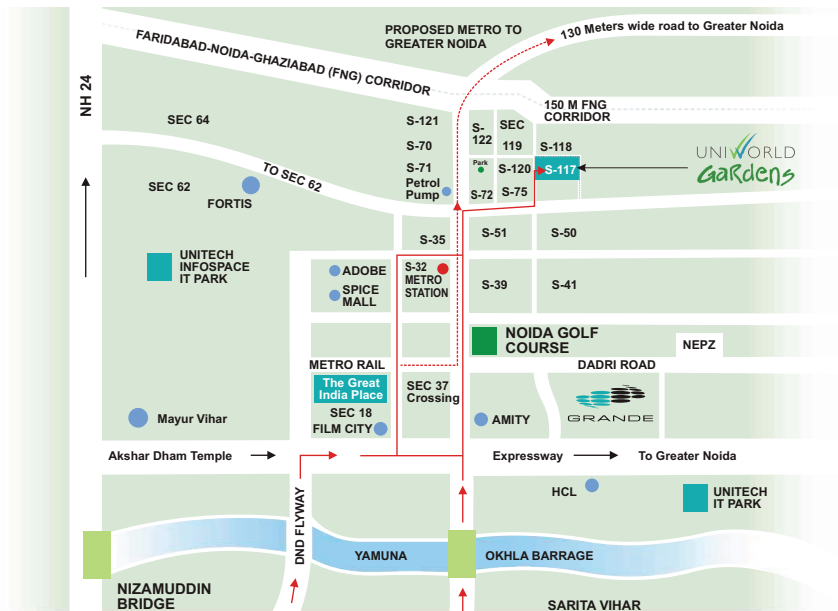 PROPOSED METRO TO
GREATER NOIDA
130 Meters wide road to Greater Noida
FARIDABAD-NOIDA-GHAZIABAD (FNG) CORRIDOR
NH 24
150 M FNG
CORRIDOR
SEC 64
S-121
S-122
SEC
119
S-118
S-70
UNIWORLD
GaRdens
TO SEC 62
S-71
Park
S-120
S-117
SEC 62
Petrol
Pump
S-72
S-75
FORTIS
S-35
S-51
S-50
UNITECH
INFOSPACE
IT PARK
ADOBE
SPICE
MALL
S-32
METRO
STATION
S-39
S-41
NOIDA GOLF
COURSE
NEPZ
METRO RAIL
DADRI ROAD
The Great
India Place
SEC 37
Crossing
GRANDE
SEC 18
FILM CITY
Mayur Vihar
AMITY
Akshar Dham Temple
Expressway
To Greater Noida
HCL
UNITECH
IT PARK
DND FLYWAY
YAMUNA
OKHLA BARRAGE
NIZAMUDDIN
BRIDGE
SARITA VIHAR